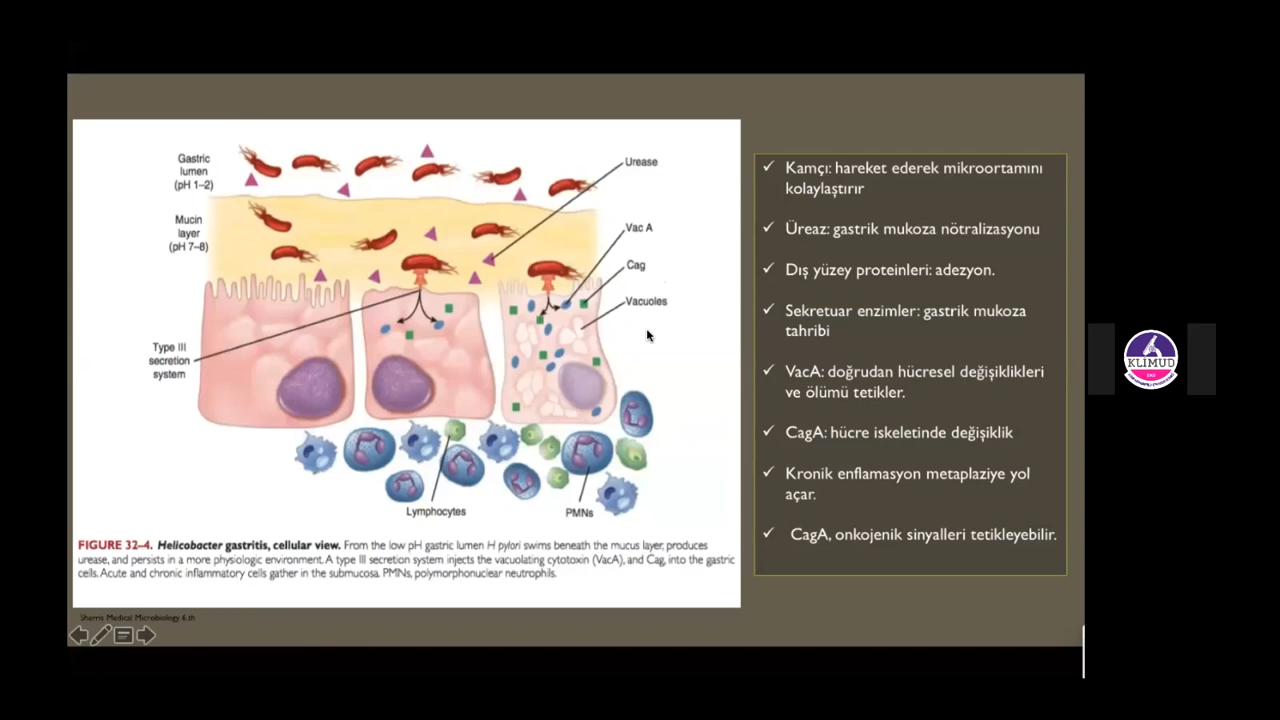 Gastric
lumen
(pH 1–2)
Mucin
layer
(pH 7–8)
Type III
secretion
system
Urease
Vac A
Cag
Vacuoles
Lymphocytes
PMNs
FIGURE 32–4. Helicobacter gastritis, cellular view. From the low pH gastric lumen H pylori swims beneath the mucus layer, produces
urease, and persists in a more physiologic environment. A type III secretion system injects the vacuolating cytotoxin (VacA), and Cag, into the gastric
cells. Acute and chronic inflammatory cells gather in the submucosa. PMNs, polymorphonuclear neutrophils.
Sherris Medical Microbiology 6.th
✓ Kamçı: hareket ederek mikroortamını
kolaylaştırır
✓ Üreaz: gastrik mukoza nötralizasyonu
✓ Dış yüzey proteinleri: adezyon.
✓ Sekretuar enzimler: gastrik mukoza
tahribi
✓ VacA: doğrudan hücresel değişiklikleri
ve ölümü tetikler.
✓ CagA: hücre iskeletinde değişiklik
✓ Kronik enflamasyon metaplaziye yol
açar.
✓ CagA, onkojenik sinyalleri tetikleyebilir.
KLIMUD